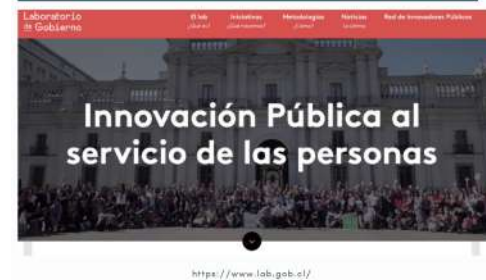 Laboratorio
de Gobierno
El lab
¿Qué es?
Iniciativas
¿Qué hacemos?
Metodologías
¿Cómo?
Noticias
Lo último
Red de Innovadores Públicos
Innovación Pública al
servicio de las personas
https://www.lab.gob.cl/